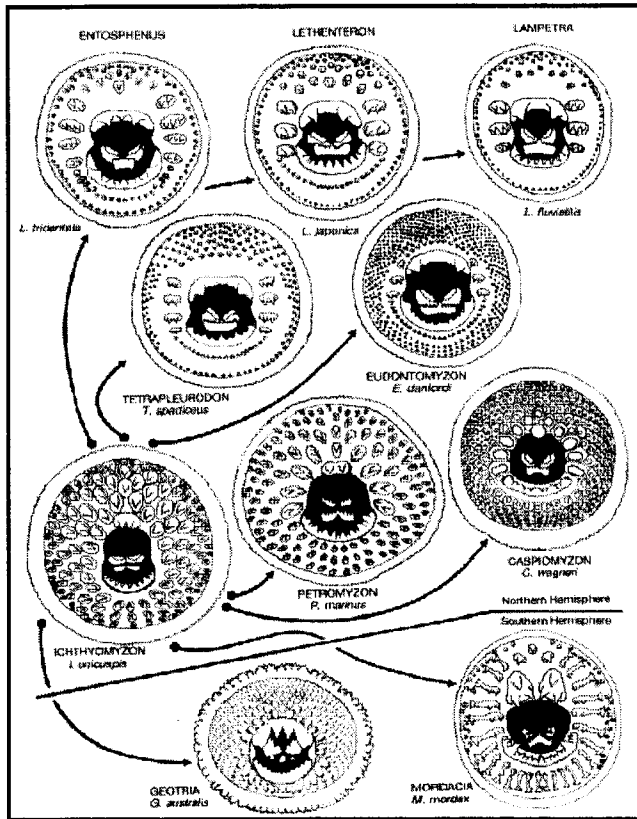 ENTOSPHENUS
LETHENTERON
LAMPETRA
L. tridentata
L. japonica
L. fluviatilis
TETRAPLEURODON
T. spadiceus
EUDONTOMYZON
E. danfordi
ICHTHYOMYZON
I. unicuspis
PETROMYZON
P. marinus
CASPIOMYZON
C. wagneri
Northern Hemisphere
Southern Hemisphere
GEOTRIA
G. australis
MORDACIA
M. mordax